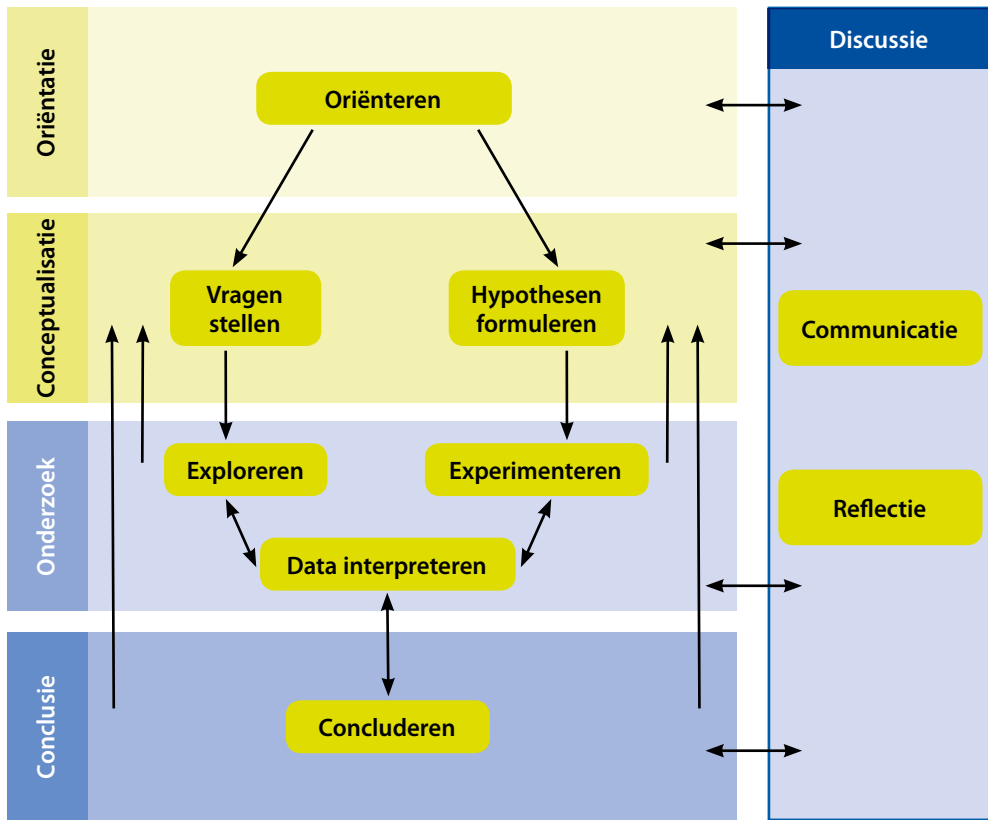 Oriëntatie
Oriënteren
Conceptualisatie
Vragen
stellen
Hypothesen
formuleren
Onderzoek
Exploreren
Experimenteren
Data interpreteren
Conclusie
Concluderen
Discussie
Communicatie
Reflectie